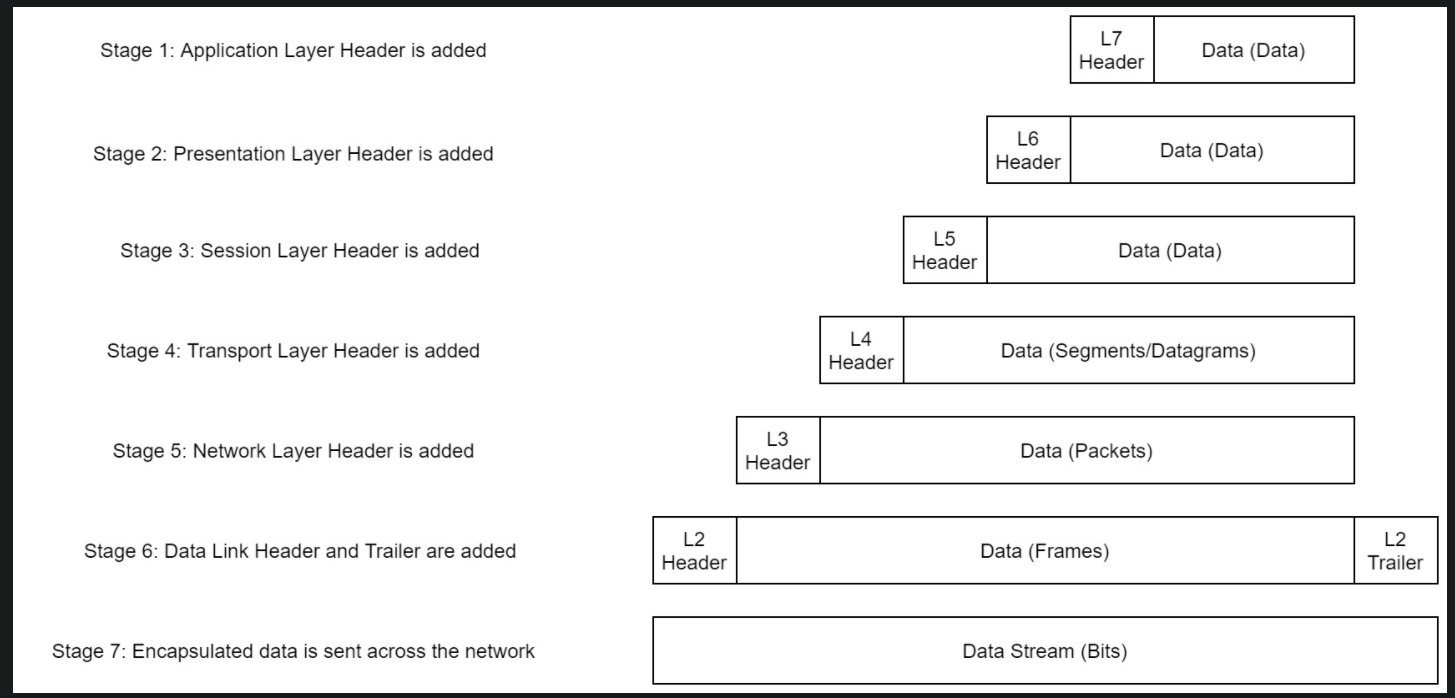 Stage 1: Application Layer Header is added
L7
Header
Data (Data)
Stage 2: Presentation Layer Header is added
L6
Header
Data (Data)
Stage 3: Session Layer Header is added
L5
Header
Data (Data)
Stage 4: Transport Layer Header is added
L4
Header
Data (Segments/Datagrams)
Stage 5: Network Layer Header is added
L3
Header
Data (Packets)
Stage 6: Data Link Header and Trailer are added
L2
Header
Data (Frames)
L2
Trailer
Stage 7: Encapsulated data is sent across the network
Data Stream (Bits)